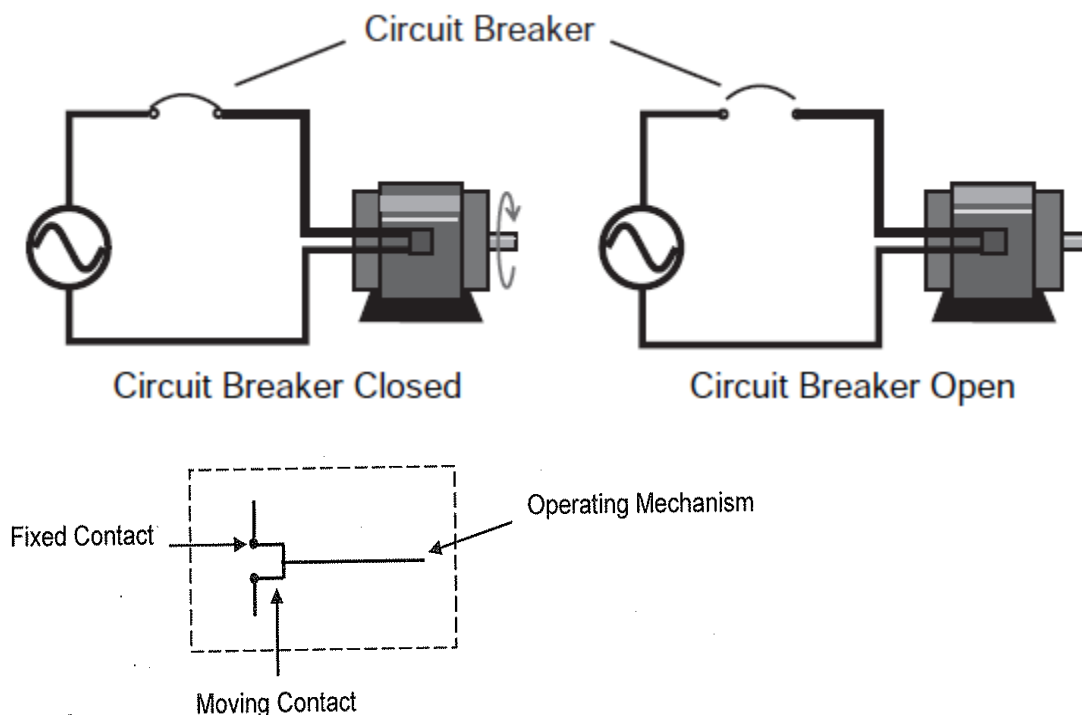 Circuit Breaker
Circuit Breaker Closed
Circuit Breaker Open
Operating Mechanism
Fixed Contact
Moving Contact